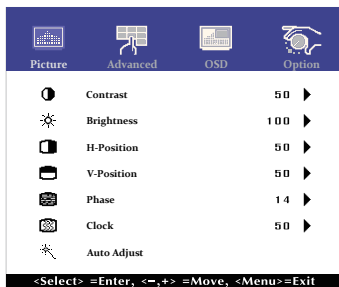 Picture Advanced OSD Option
Contrast 50
Brightness 100
H-Position 50
V-Position 50
Phase 14
Clock 50
Auto Adjust
<Select> =Enter, <−,+> =Move, <Menu>=Exit